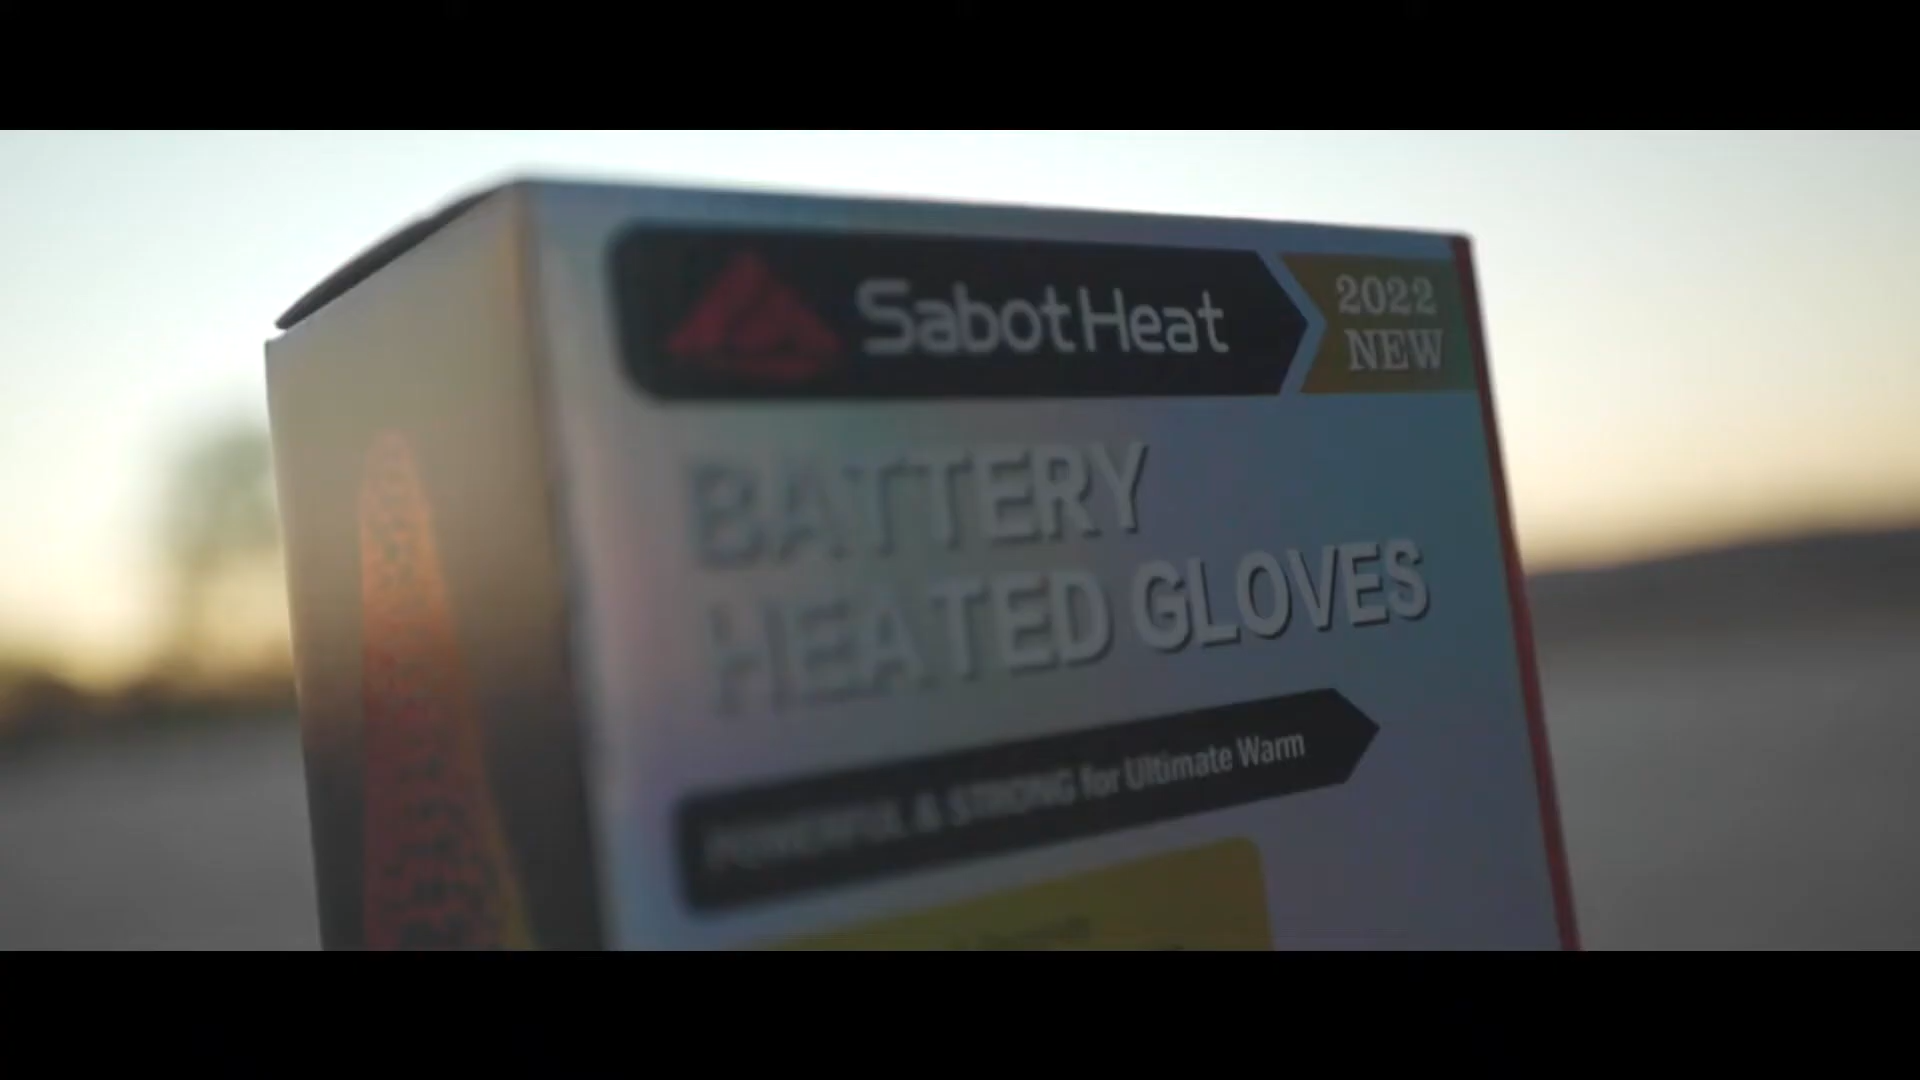 SabotHeat
2022
NEW
BATTERY
HEATED GLOVES
POWERFUL & STRONG for Ultimate Warm